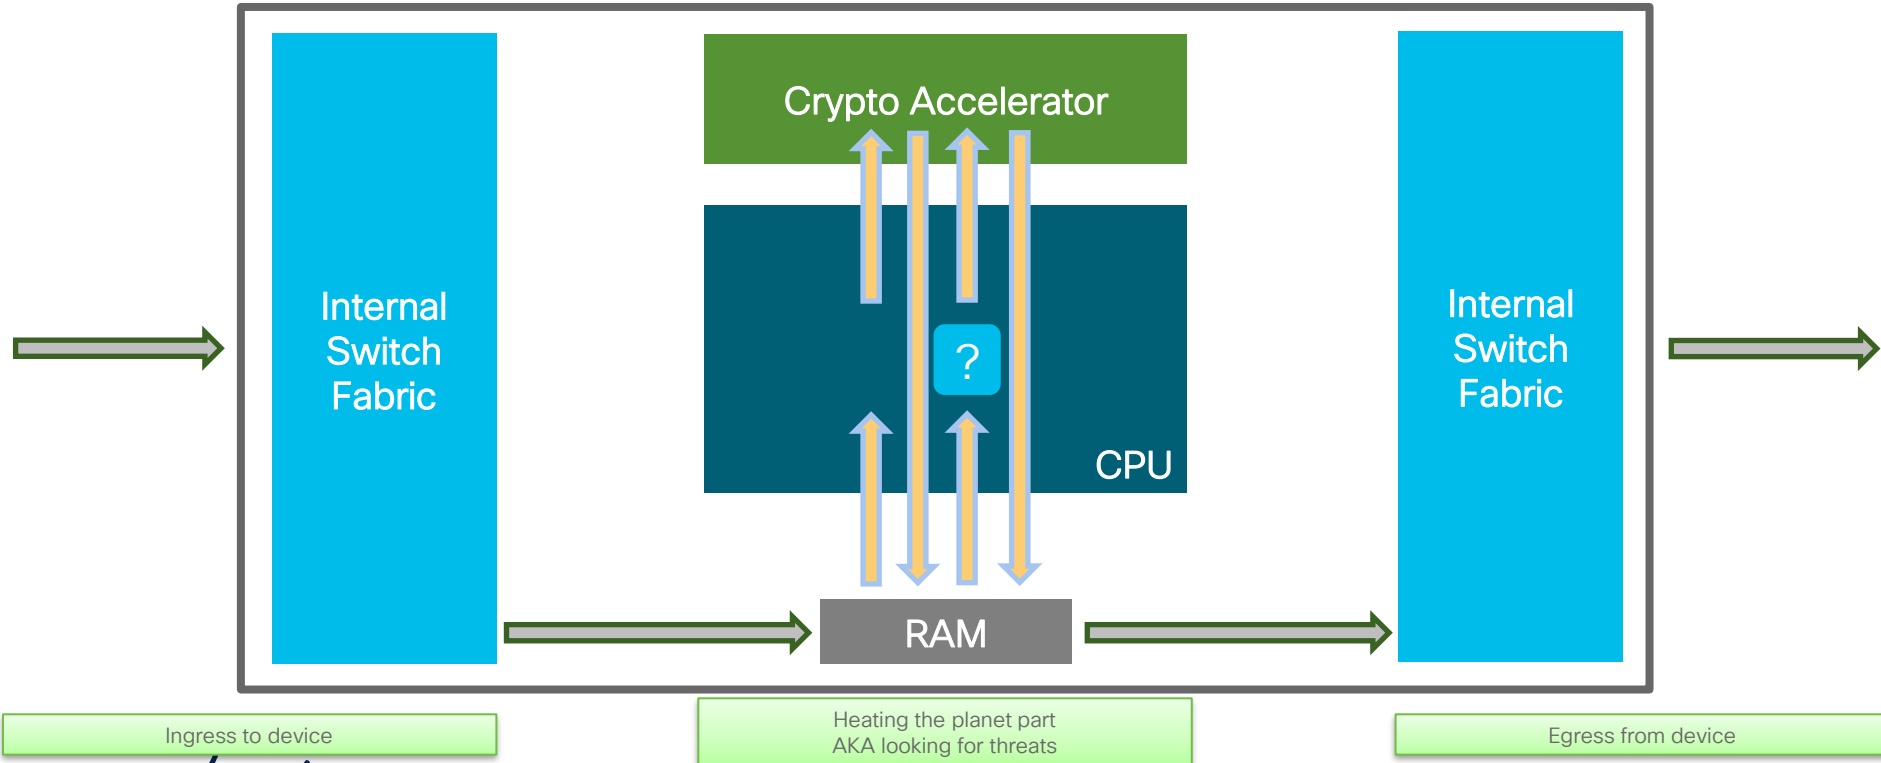 Crypto Accelerator
Internal
Switch
Fabric
?
CPU
RAM
Internal
Switch
Fabric
Ingress to device
Heating the planet part
AKA looking for threats
Egress from device